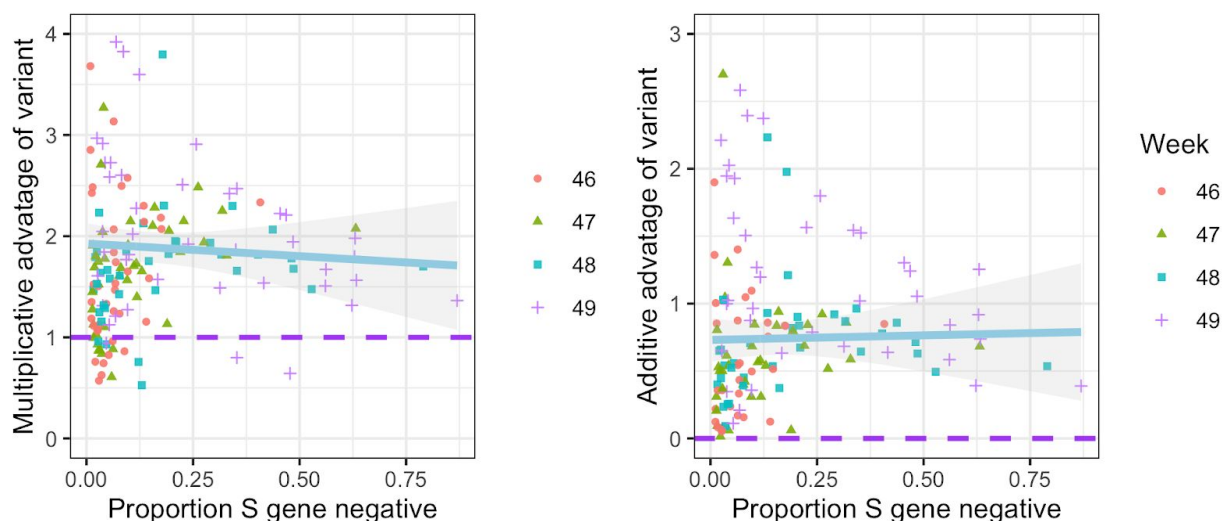 Multiplicative advatage of variant
4
3
2
1
0
0.00 0.25 0.50 0.75
Proportion S gene negative
46
47
48
49
Additive advatage of variant
3
2
1
0
0.00 0.25 0.50 0.75
Proportion S gene negative
Week
46
47
48
49